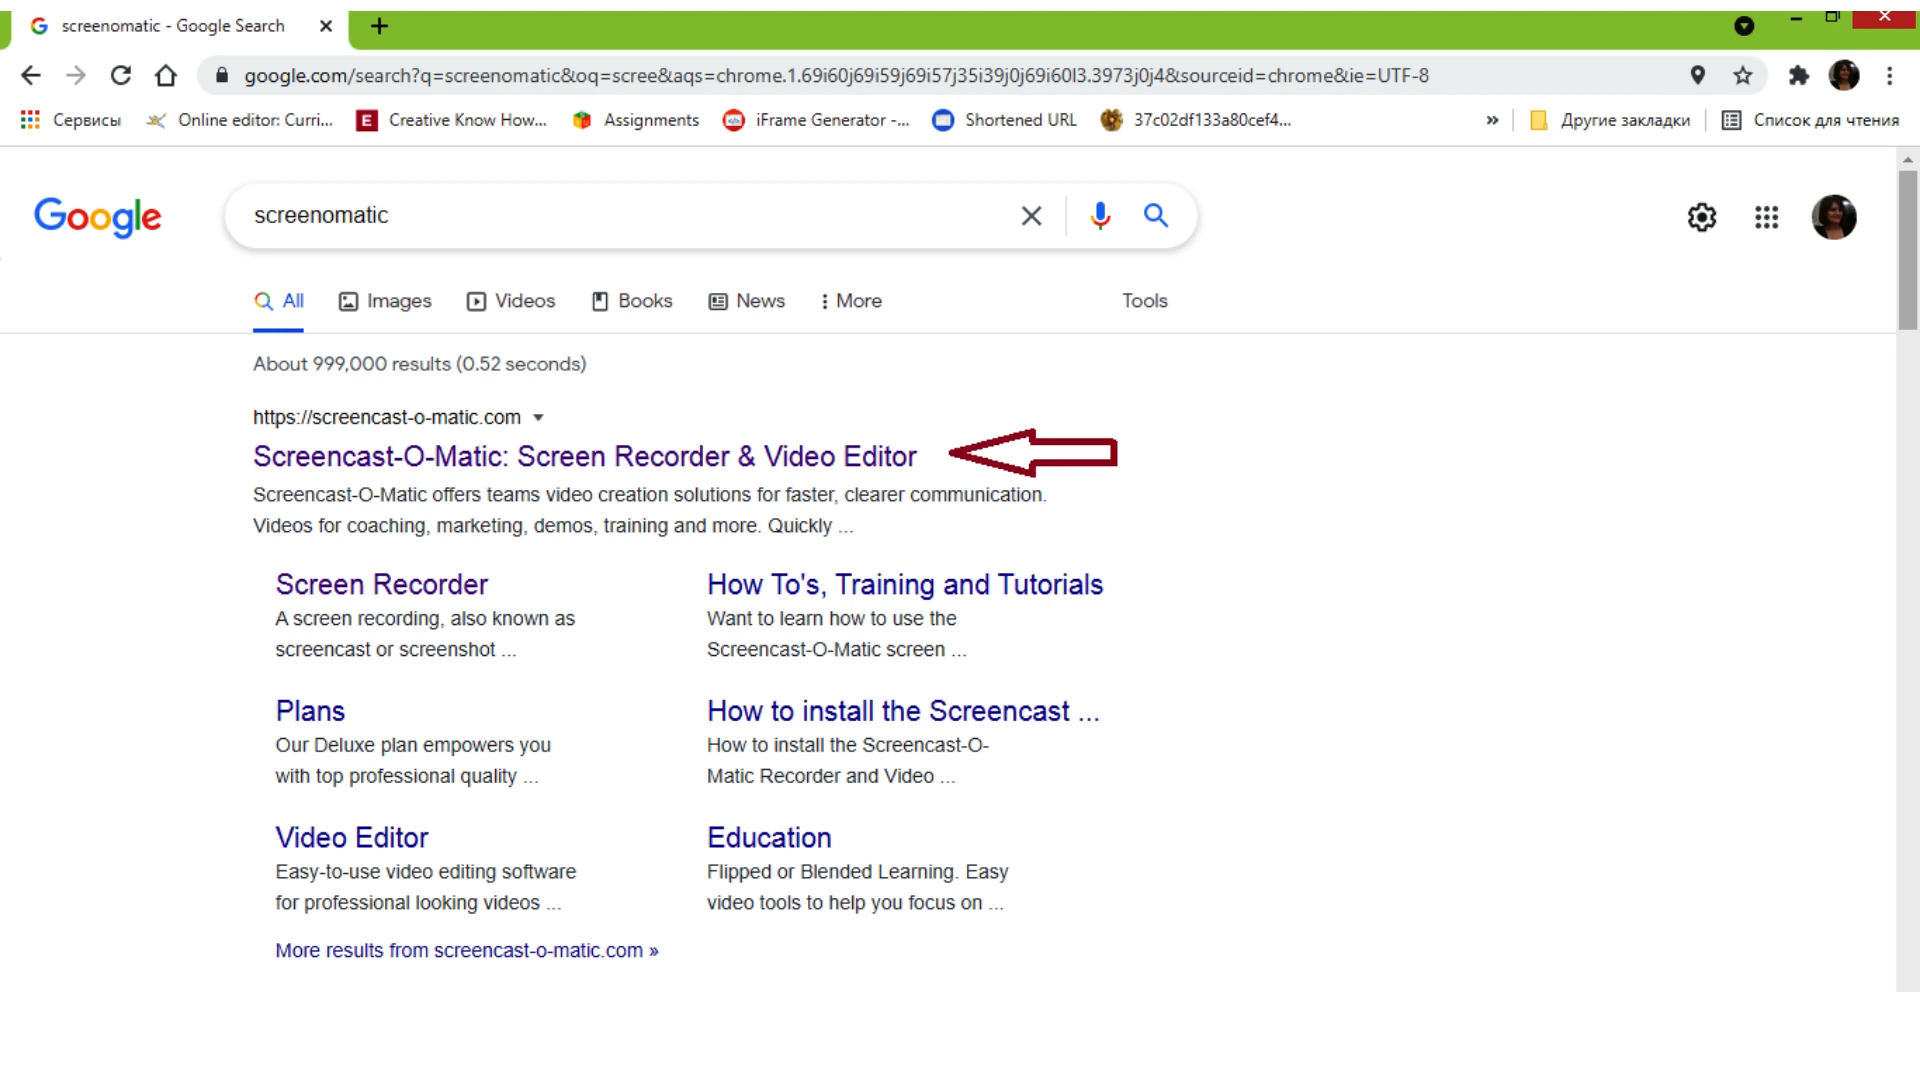 screenomatic - Google Search
google.com/search?q=screenomatic&oq=scree&aqs=chrome.1.69i60j69i59j69i57j35i39j0j69i60l3.3973j0j4&sourceid=chrome&ie=UTF-8
Сервисы Online editor: Curri... E Creative Know How... Assignments iFrame Generator -... Shortened URL 37c02df133a80cef4... » Другие закладки Список для чтения
Google screenomatic
All Images Videos Books News More Tools
About 999,000 results (0.52 seconds)
https://screencast-o-matic.com
Screencast-O-Matic: Screen Recorder & Video Editor
Screencast-O-Matic offers teams video creation solutions for faster, clearer communication.
Videos for coaching, marketing, demos, training and more. Quickly ...
Screen Recorder
A screen recording, also known as
screencast or screenshot ...
How To's, Training and Tutorials
Want to learn how to use the
Screencast-O-Matic screen ...
Plans
Our Deluxe plan empowers you
with top professional quality ...
How to install the Screencast ...
How to install the Screencast-O-
Matic Recorder and Video ...
Video Editor
Easy-to-use video editing software
for professional looking videos ...
Education
Flipped or Blended Learning. Easy
video tools to help you focus on ...
More results from screencast-o-matic.com »